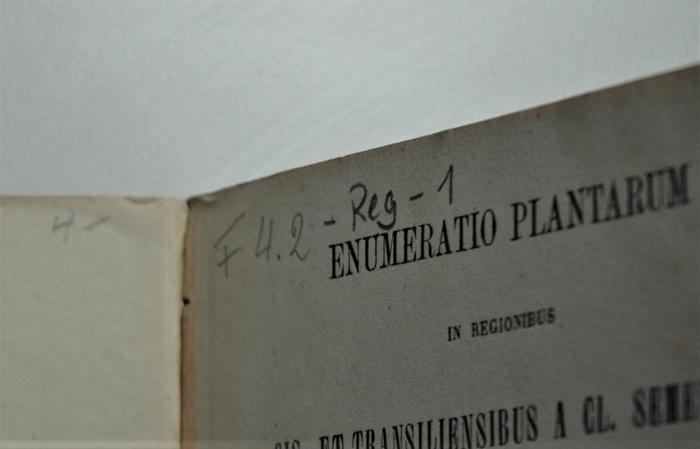 4-
F 4.2 - Reg - 1
ENUMERATIO PLANTARUM
IN REGIONIBUS
ET TRANSILIENSIBUS A CL.